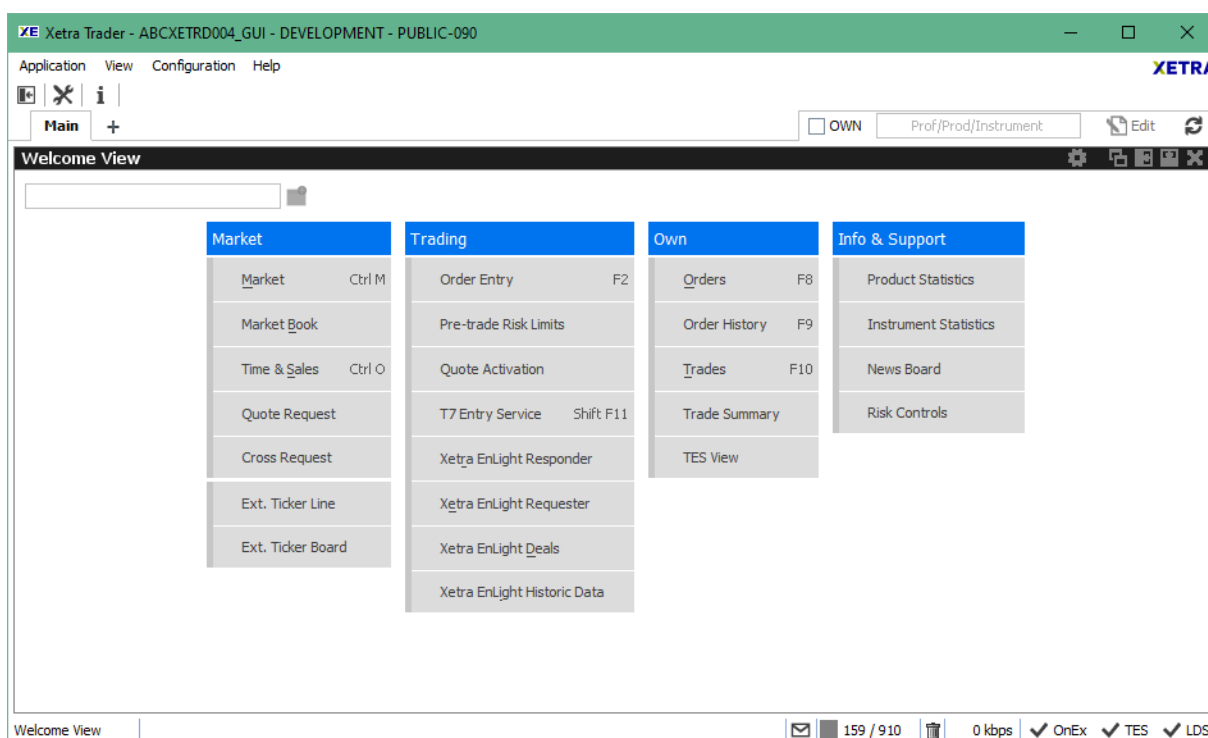 XE Xetra Trader - ABCXETRD004_GUI - DEVELOPMENT - PUBLIC-090
Application View Configuration Help
XETRA
Main + OWN Prof/Prod/Instrument Edit
Welcome View
Market Trading Own Info & Support
Market Ctrl M Order Entry F2 Orders F8 Product Statistics
Market Book Pre-trade Risk Limits Order History F9 Instrument Statistics
Time & Sales Ctrl O Quote Activation Trades F10 News Board
Quote Request T7 Entry Service Shift F11 Trade Summary Risk Controls
Cross Request Xetra EnLight Responder TES View
Ext. Ticker Line Xetra EnLight Requester
Ext. Ticker Board Xetra EnLight Deals
Xetra EnLight Historic Data
Welcome View 159 / 910 0 kbps OnEx TES LDS